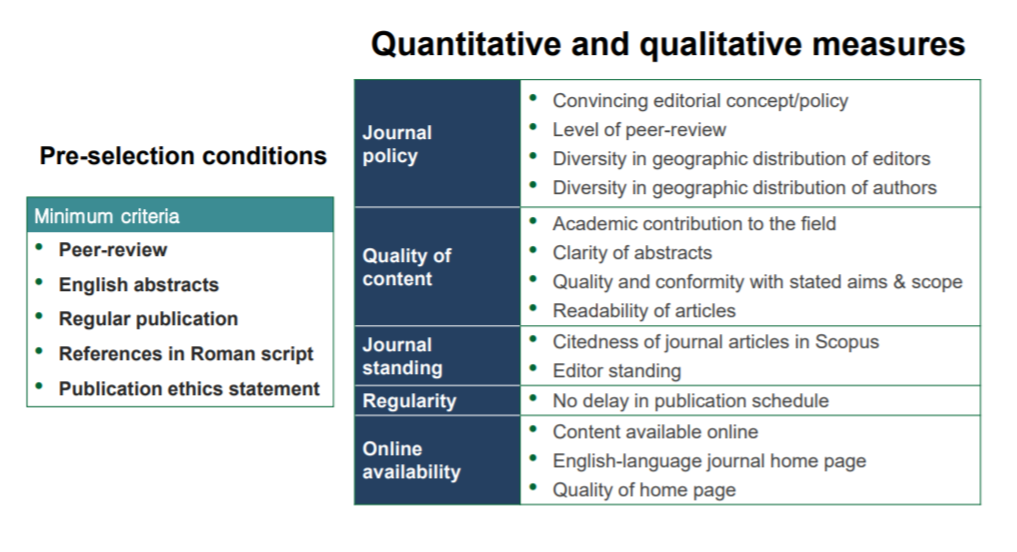 Quantitative and qualitative measures
Pre-selection conditions
Minimum criteria
• Peer-review
• English abstracts
• Regular publication
• References in Roman script
• Publication ethics statement
Journal
policy
• Convincing editorial concept/policy
• Level of peer-review
• Diversity in geographic distribution of editors
• Diversity in geographic distribution of authors
Quality of
content
• Academic contribution to the field
• Clarity of abstracts
• Quality and conformity with stated aims & scope
• Readability of articles
Journal
standing
• Citedness of journal articles in Scopus
• Editor standing
Regularity
• No delay in publication schedule
Online
availability
• Content available online
• English-language journal home page
• Quality of home page